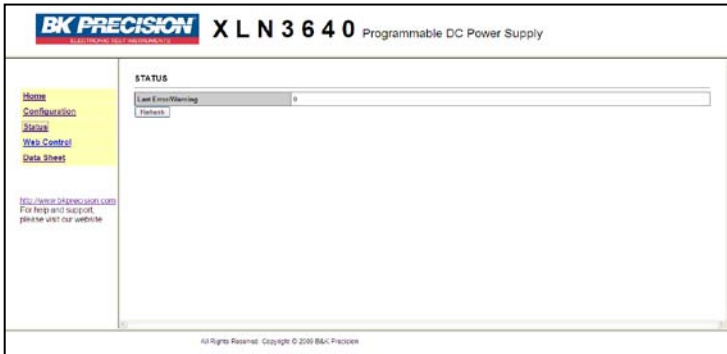 BK PRECISION
ELECTRONIC TEST INSTRUMENTS
XLN3640 Programmable DC Power Supply
STATUS
Home
Configuration
Status
Web Control
Data Sheet
Last Error/Warning 0
Refresh
http://www.bkprecision.com
For help and support,
please visit our website
All Rights Reserved. Copyright © 2009 B&K Precision